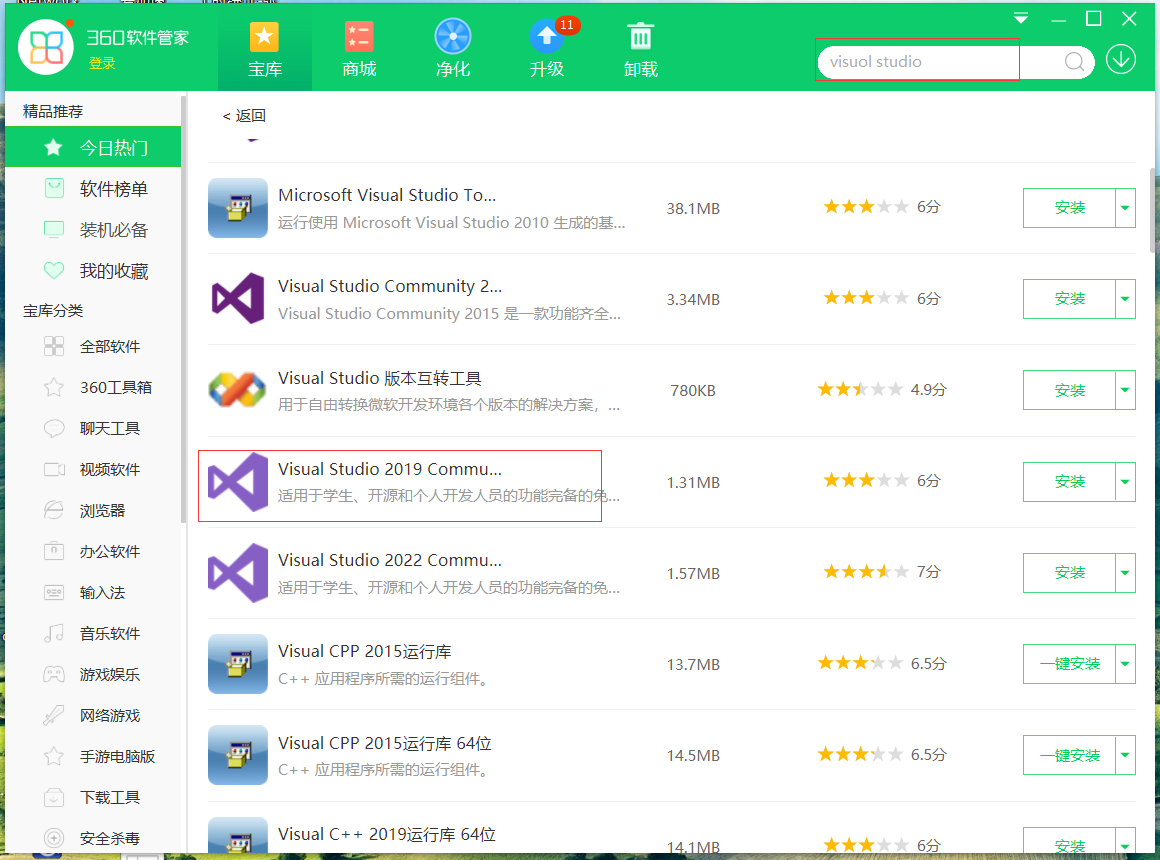 360软件管家
登录
宝库
商城
净化
11
升级
卸载
visuol studio
精品推荐
今日热门
软件榜单
装机必备
我的收藏
宝库分类
全部软件
360工具箱
聊天工具
视频软件
浏览器
办公软件
输入法
音乐软件
游戏娱乐
网络游戏
手游电脑版
下载工具
安全杀毒
< 返回
Microsoft Visual Studio To...
运行使用 Microsoft Visual Studio 2010 生成的基...
38.1MB
6分
安装
Visual Studio Community 2...
Visual Studio Community 2015 是一款功能齐全...
3.34MB
6分
安装
Visual Studio 版本互转工具
用于自由转换微软开发环境各个版本的解决方案，...
780KB
4.9分
安装
Visual Studio 2019 Commu...
适用于学生、开源和个人开发人员的功能完备的免...
1.31MB
6分
安装
Visual Studio 2022 Commu...
适用于学生、开源和个人开发人员的功能完备的免...
1.57MB
7分
安装
Visual CPP 2015运行库
C++ 应用程序所需的运行组件。
13.7MB
6.5分
一键安装
Visual CPP 2015运行库 64位
C++ 应用程序所需的运行组件。
14.5MB
6.5分
一键安装
Visual C++ 2019运行库 64位
14.1MB
6分
安装